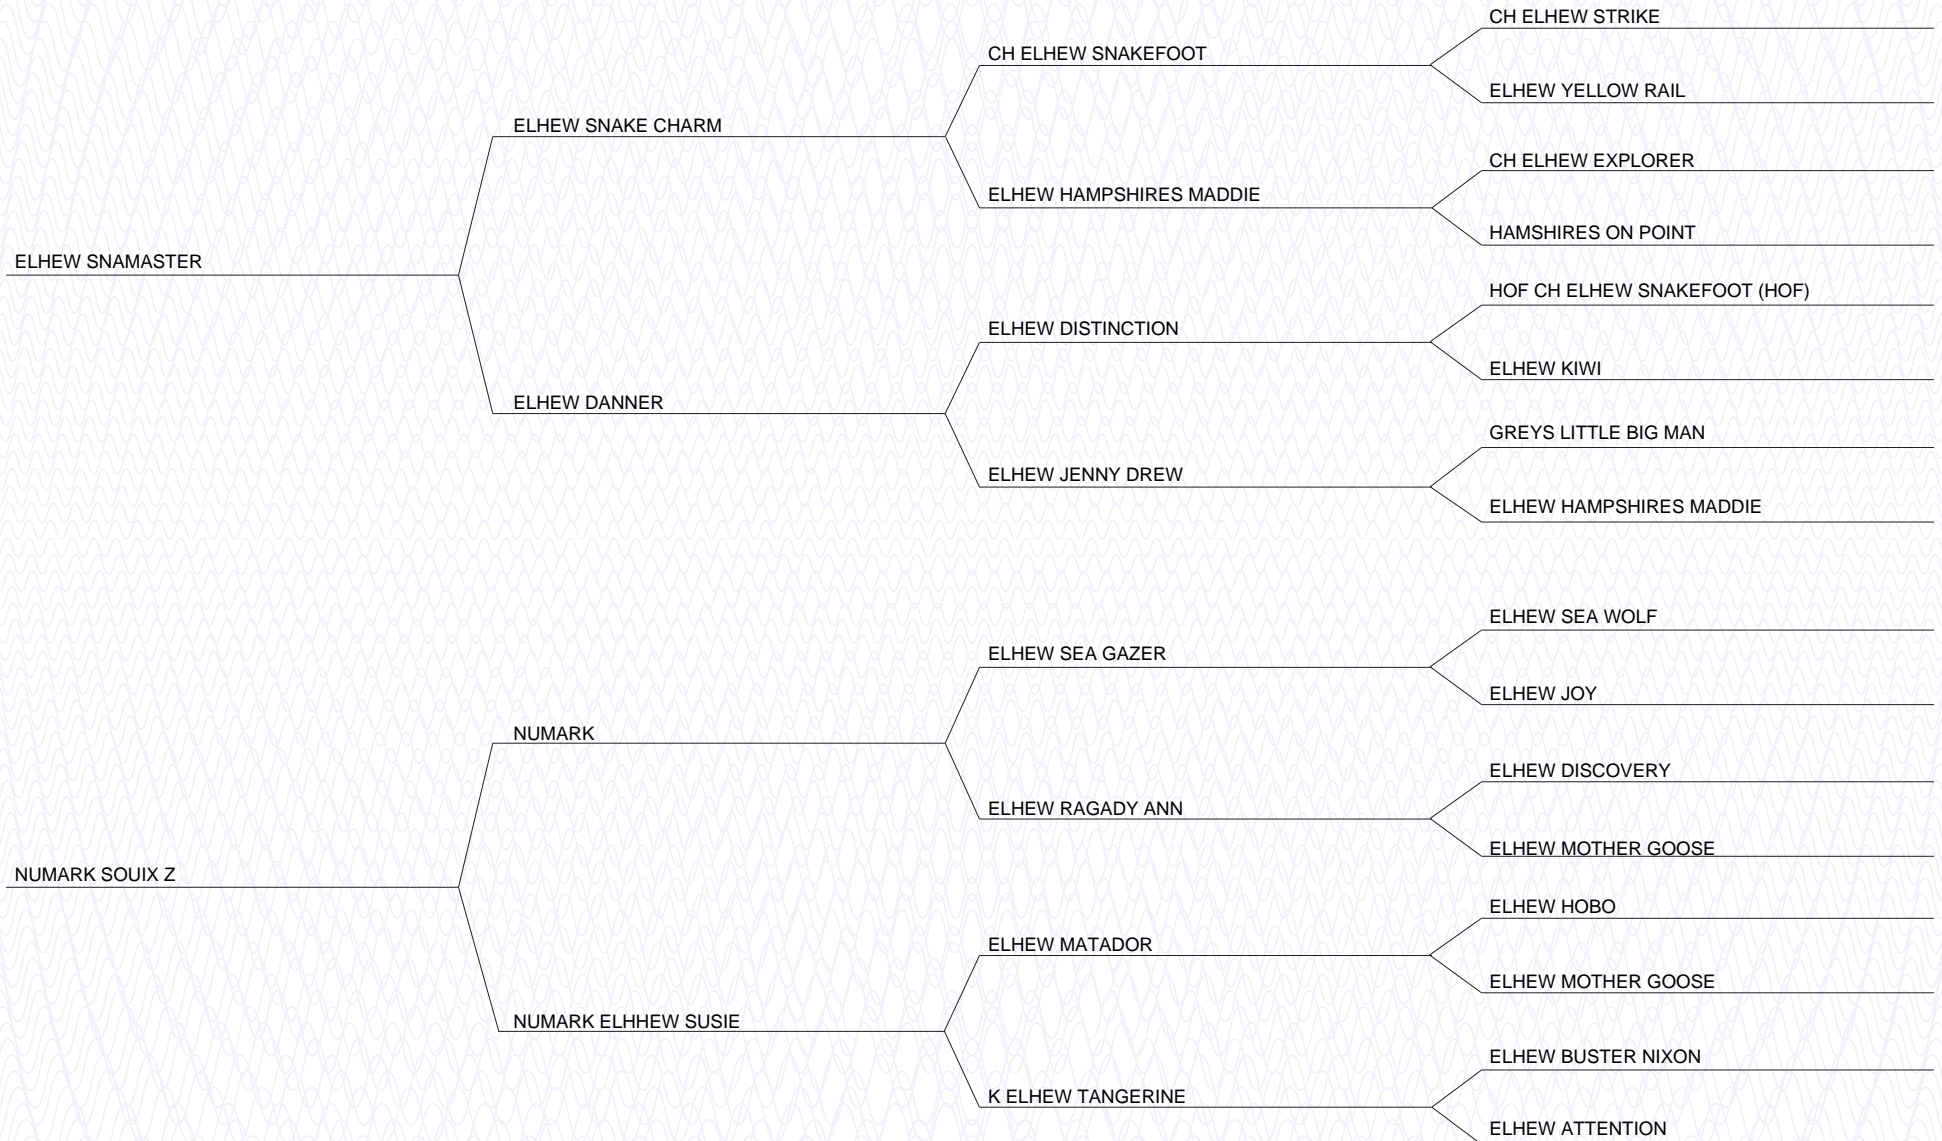 CH ELHEW STRIKE
CH ELHEW SNAKEFOOT
ELHEW YELLOW RAIL
ELHEW SNAKE CHARM
CH ELHEW EXPLORER
ELHEW HAMPSHIRES MADDIE
HAMSHIRES ON POINT
ELHEW SNAMASTER
HOF CH ELHEW SNAKEFOOT (HOF)
ELHEW DISTINCTION
ELHEW KIWI
ELHEW DANNER
GREYS LITTLE BIG MAN
ELHEW JENNY DREW
ELHEW HAMPSHIRES MADDIE
ELHEW SEA WOLF
ELHEW SEA GAZER
ELHEW JOY
NUMARK
ELHEW DISCOVERY
ELHEW RAGADY ANN
ELHEW MOTHER GOOSE
NUMARK SOUIX Z
ELHEW HOBO
ELHEW MATADOR
ELHEW MOTHER GOOSE
NUMARK ELHHEW SUSIE
ELHEW BUSTER NIXON
K ELHEW TANGERINE
ELHEW ATTENTION